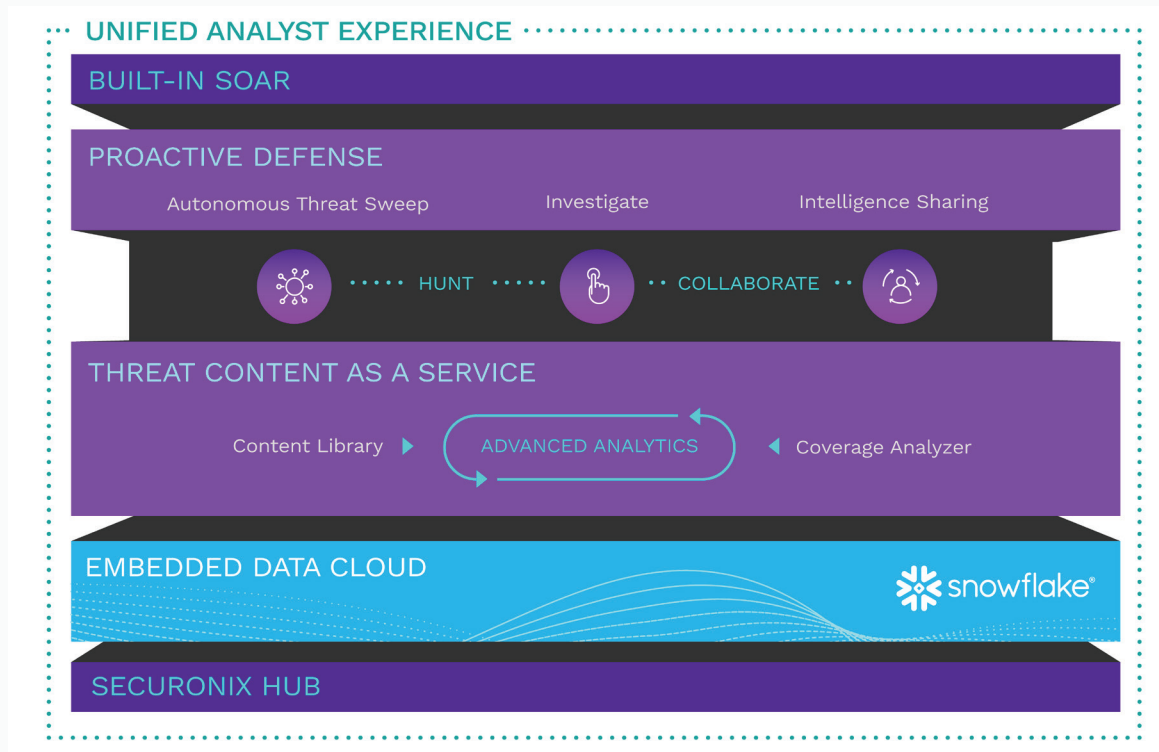 UNIFIED ANALYST EXPERIENCE
BUILT-IN SOAR
PROACTIVE DEFENSE
Autonomous Threat Sweep Investigate Intelligence Sharing
HUNT COLLABORATE
THREAT CONTENT AS A SERVICE
Content Library ADVANCED ANALYTICS Coverage Analyzer
EMBEDDED DATA CLOUD
snowflake®
SECURONIX HUB